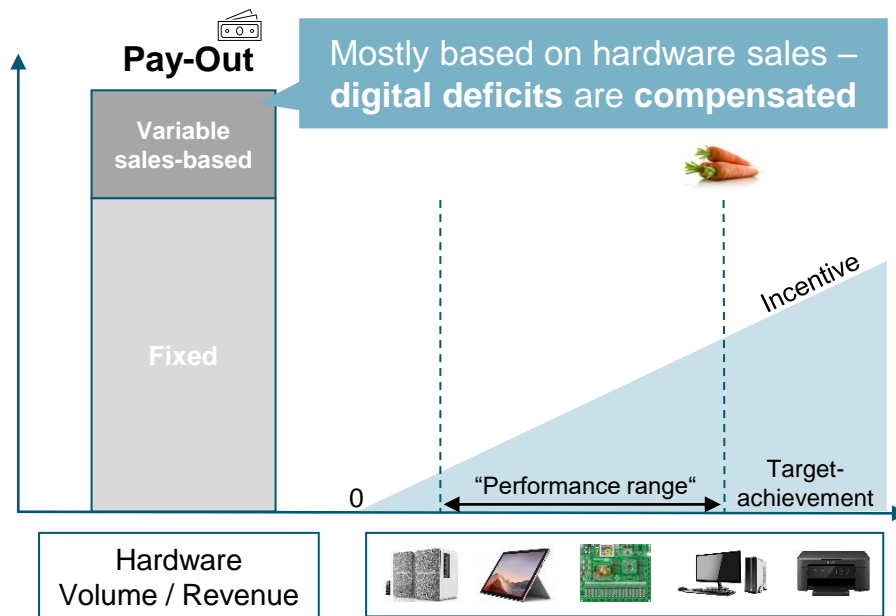 Pay-Out
Mostly based on hardware sales –
digital deficits are compensated
Variable
sales-based
Fixed
Incentive
0
“Performance range“
Target-
achievement
Hardware
Volume / Revenue